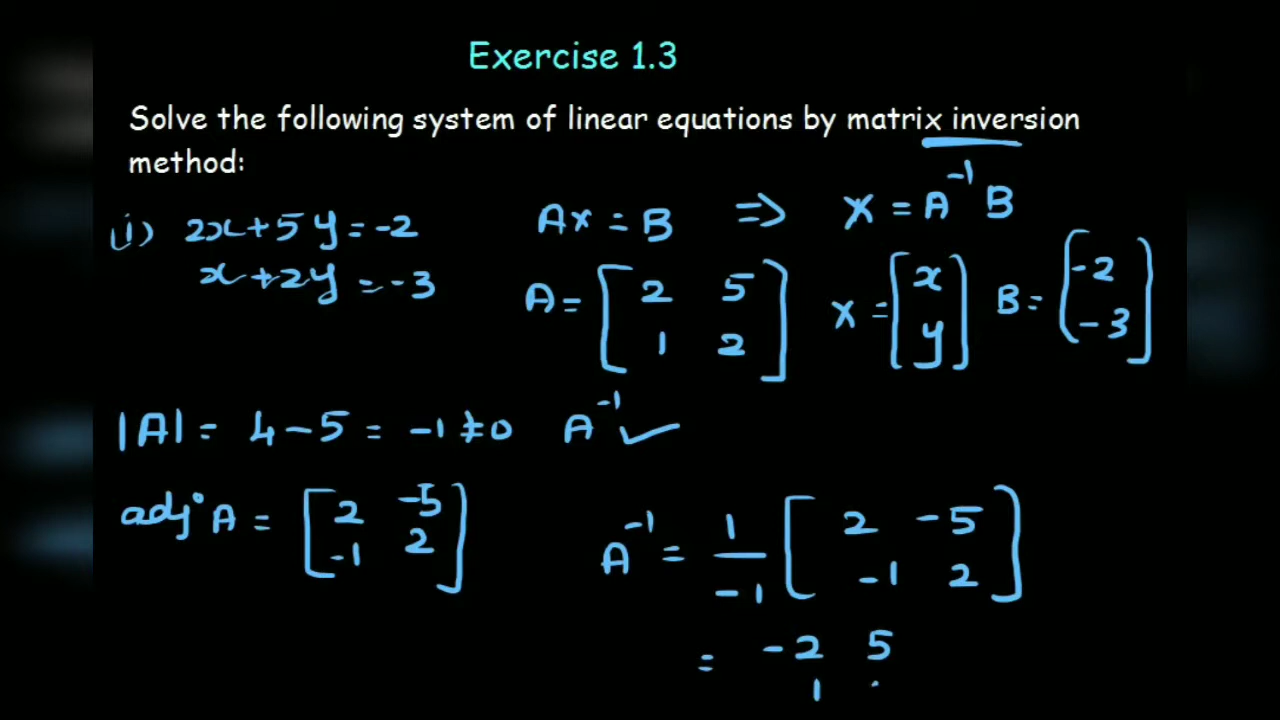 Exercise 1.3
Solve the following system of linear equations by matrix inversion
method:
(i) 2x+5y=-2
x+2y=-3
Ax = B ⇒ X = A⁻¹ B
A = [2 5
1 2]
X = [x
y]
B = [-2
-3]
|A| = 4-5 = -1 ≠ 0 A⁻¹ ✓
adj A = [2 -5
-1 2]
A⁻¹ = 1/-1 [2 -5
-1 2]
= -2 5
1